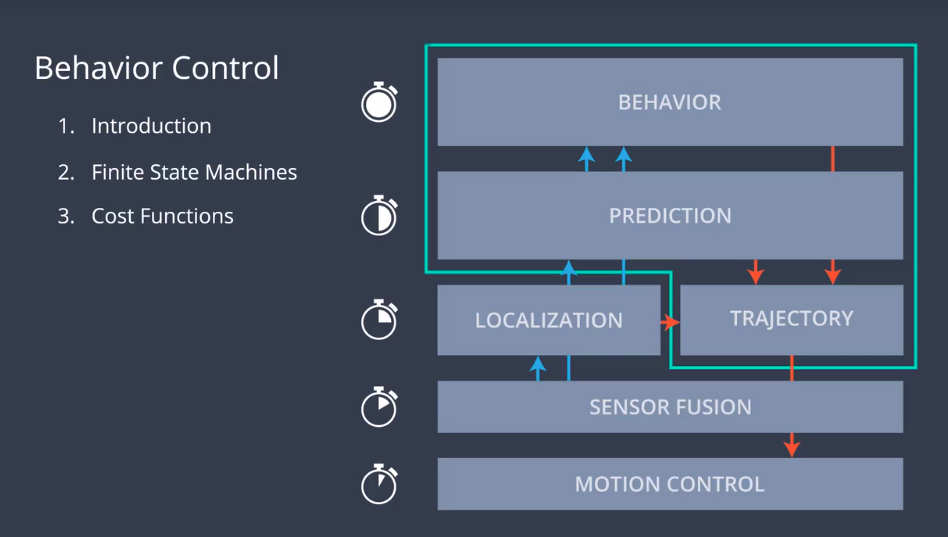 Behavior Control
1. Introduction
2. Finite State Machines
3. Cost Functions
BEHAVIOR
PREDICTION
LOCALIZATION
TRAJECTORY
SENSOR FUSION
MOTION CONTROL